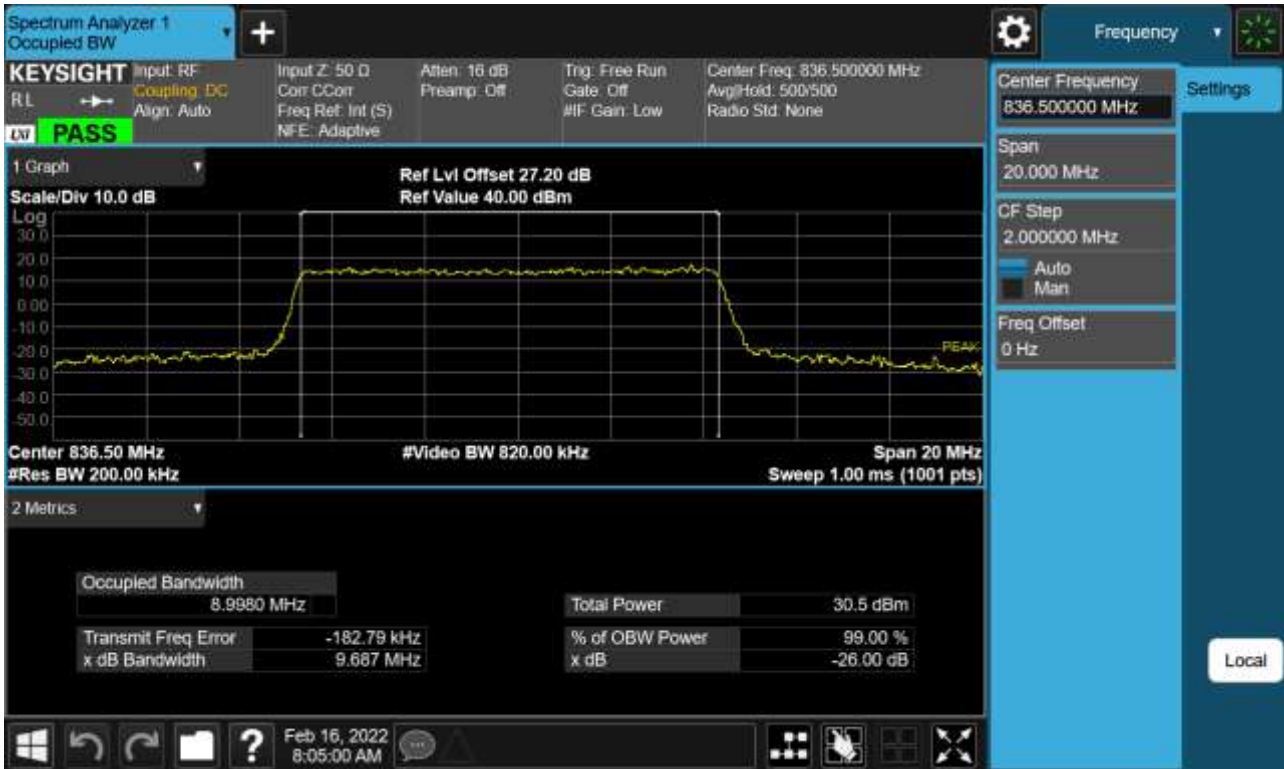 Spectrum Analyzer 1
Occupied BW
Frequency
KEYSIGHT
Input: RF
Coupling: DC
Align: Auto
RL
LXI
PASS
Input Z: 50 Ω
Corr CCorr
Freq Ref: Int (S)
NFE: Adaptive
Atten: 16 dB
Preamp: Off
Trig: Free Run
Gate: Off
#IF Gain: Low
Center Freq: 836.500000 MHz
Avg|Hold: 500/500
Radio Std: None
Center Frequency
836.500000 MHz
Settings
Span
20.000 MHz
CF Step
2.000000 MHz
Auto
Man
Freq Offset
0 Hz
Local
1 Graph
Scale/Div 10.0 dB
Ref Lvl Offset 27.20 dB
Ref Value 40.00 dBm
Log
30.0
20.0
10.0
0.00
-10.0
-20.0
-30.0
-40.0
-50.0
PEAK
Center 836.50 MHz
#Video BW 820.00 kHz
Span 20 MHz
#Res BW 200.00 kHz
Sweep 1.00 ms (1001 pts)
2 Metrics
Occupied Bandwidth
8.9980 MHz
Total Power 30.5 dBm
Transmit Freq Error -182.79 kHz
% of OBW Power 99.00 %
x dB Bandwidth 9.687 MHz
x dB -26.00 dB
Feb 16, 2022
8:05:00 AM